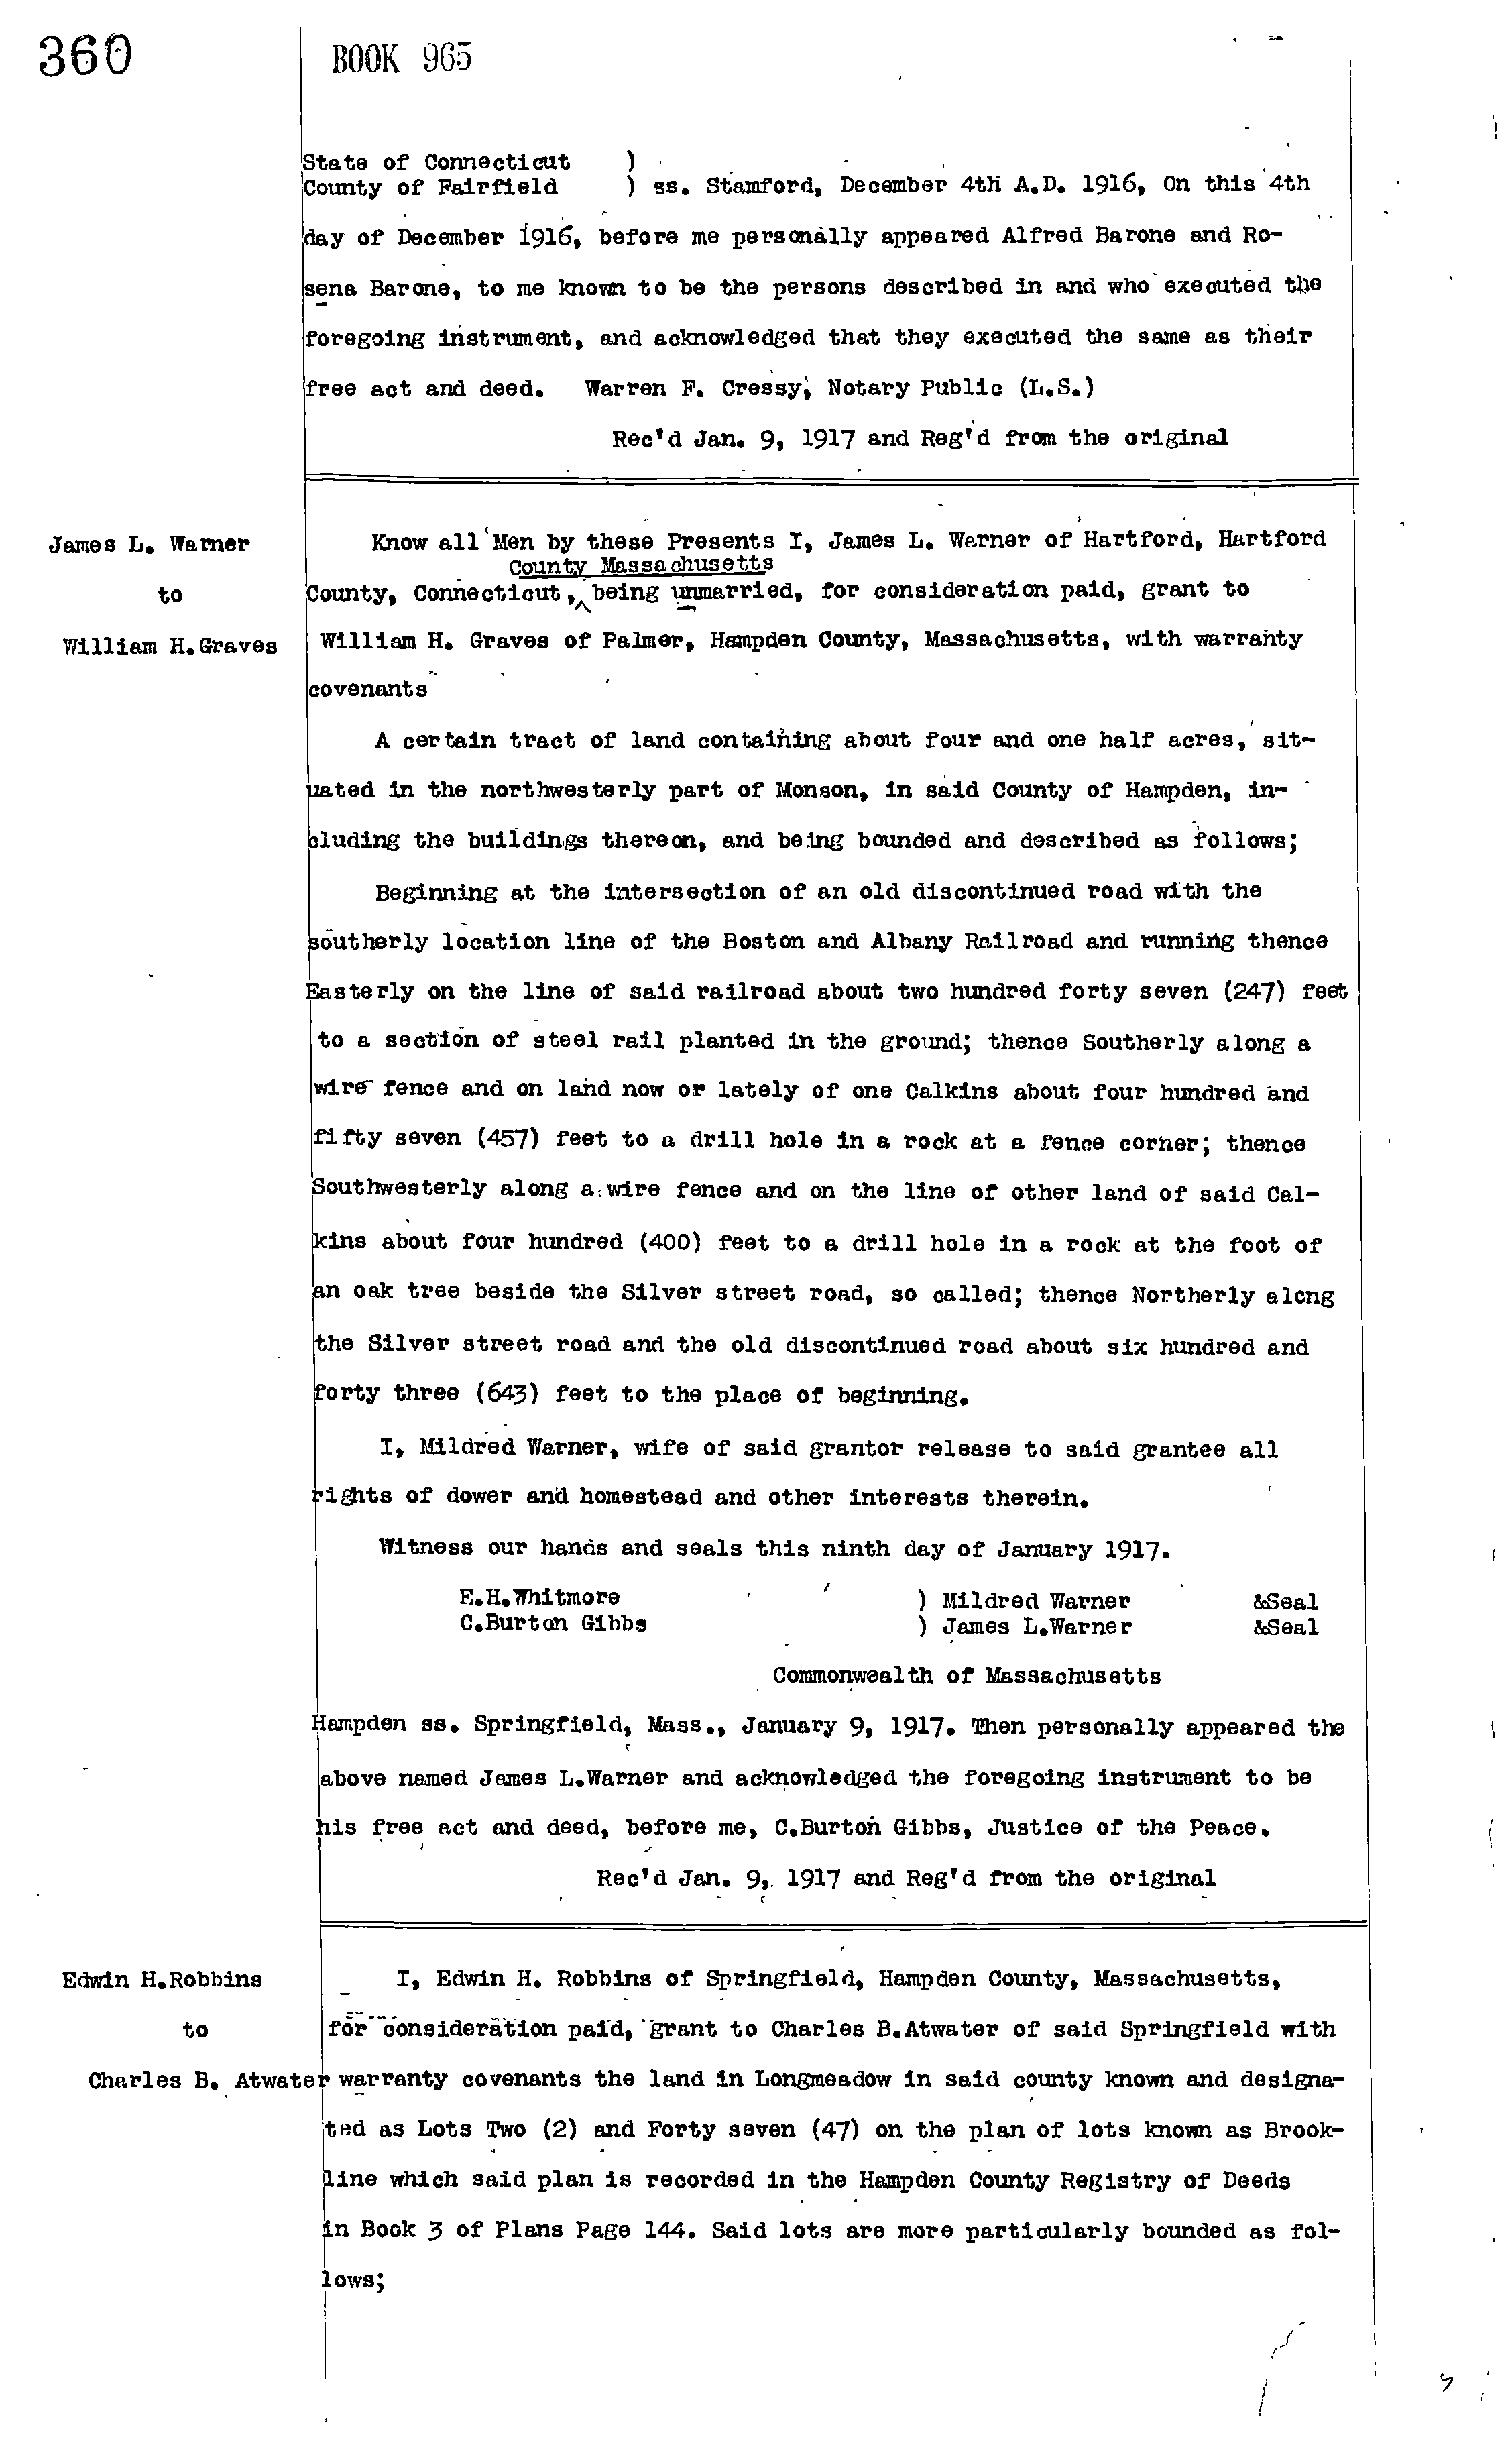 360
BOOK 965
State of Connecticut )
County of Fairfield ) ss. Stamford, December 4th A.D. 1916, On this 4th
day of December 1916, before me personally appeared Alfred Barone and Ro-
sena Barone, to me known to be the persons described in and who executed the
foregoing instrument, and acknowledged that they executed the same as their
free act and deed. Warren F. Cressy, Notary Public (L.S.)
Rec'd Jan. 9, 1917 and Reg'd from the original
James L. Warner
to
William H.Graves
Know all Men by these Presents I, James L. Warner of Hartford, Hartford
County Massachusetts
County, Connecticut, ^ being unmarried, for consideration paid, grant to
William H. Graves of Palmer, Hampden County, Massachusetts, with warranty
covenants
A certain tract of land containing about four and one half acres, sit-
uated in the northwesterly part of Monson, in said County of Hampden, in-
cluding the buildings thereon, and being bounded and described as follows;
Beginning at the intersection of an old discontinued road with the
southerly location line of the Boston and Albany Railroad and running thence
Easterly on the line of said railroad about two hundred forty seven (247) feet
to a section of steel rail planted in the ground; thence Southerly along a
wire fence and on land now or lately of one Calkins about four hundred and
fifty seven (457) feet to a drill hole in a rock at a fence corner; thence
Southwesterly along a wire fence and on the line of other land of said Cal-
kins about four hundred (400) feet to a drill hole in a rock at the foot of
an oak tree beside the Silver street road, so called; thence Northerly along
the Silver street road and the old discontinued road about six hundred and
forty three (643) feet to the place of beginning.
I, Mildred Warner, wife of said grantor release to said grantee all
rights of dower and homestead and other interests therein.
Witness our hands and seals this ninth day of January 1917.
E.H.Whitmore ) Mildred Warner &Seal
C.Burton Gibbs ) James L.Warner &Seal
Commonwealth of Massachusetts
Hampden ss. Springfield, Mass., January 9, 1917. Then personally appeared the
above named James L.Warner and acknowledged the foregoing instrument to be
his free act and deed, before me, C.Burton Gibbs, Justice of the Peace.
Rec'd Jan. 9, 1917 and Reg'd from the original
Edwin H.Robbins
to
Charles B. Atwater
I, Edwin H. Robbins of Springfield, Hampden County, Massachusetts,
for consideration paid, grant to Charles B.Atwater of said Springfield with
warranty covenants the land in Longmeadow in said county known and designa-
ted as Lots Two (2) and Forty seven (47) on the plan of lots known as Brook-
line which said plan is recorded in the Hampden County Registry of Deeds
in Book 3 of Plans Page 144. Said lots are more particularly bounded as fol-
lows;